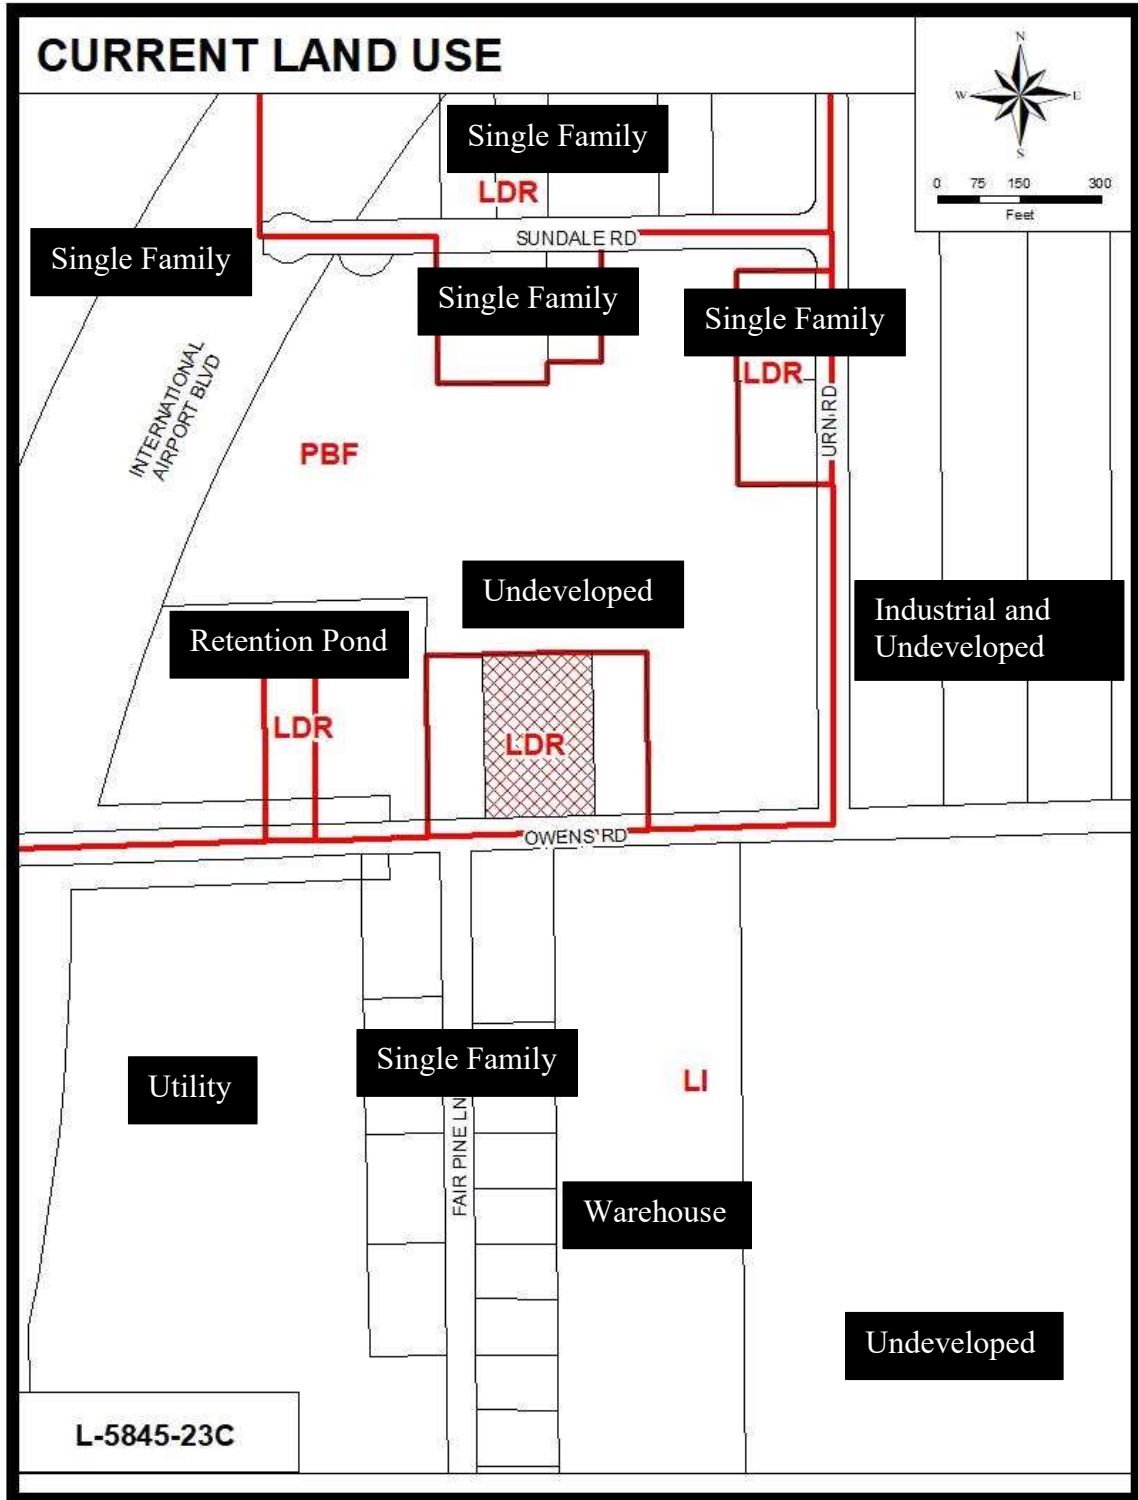 CURRENT LAND USE
N
W
E
S
0 75 150 300
Feet
Single Family
LDR
SUNDALE RD
Single Family
Single Family
Single Family
LDR
INTERNATIONAL
AIRPORT BLVD
URN RD
PBF
Undeveloped
Industrial and
Undeveloped
Retention Pond
LDR
LDR
OWENS RD
Single Family
Utility
LI
FAIR PINE LN
Warehouse
Undeveloped
L-5845-23C